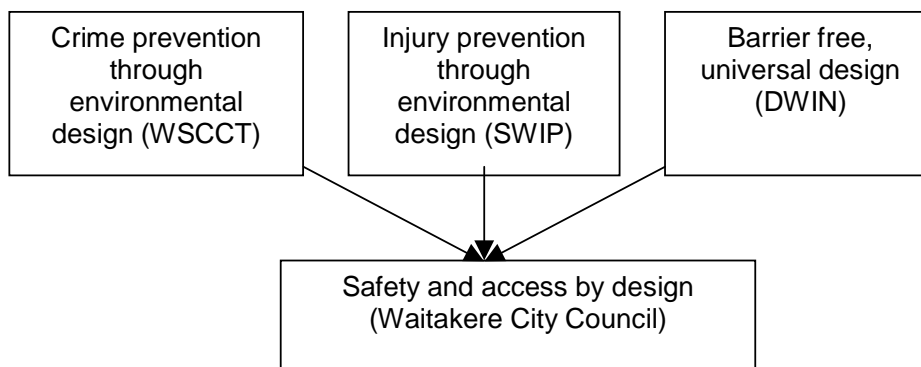 Crime prevention
through
environmental
design (WSCCT)
Injury prevention
through
environmental
design (SWIP)
Barrier free,
universal design
(DWIN)
Safety and access by design
(Waitakere City Council)